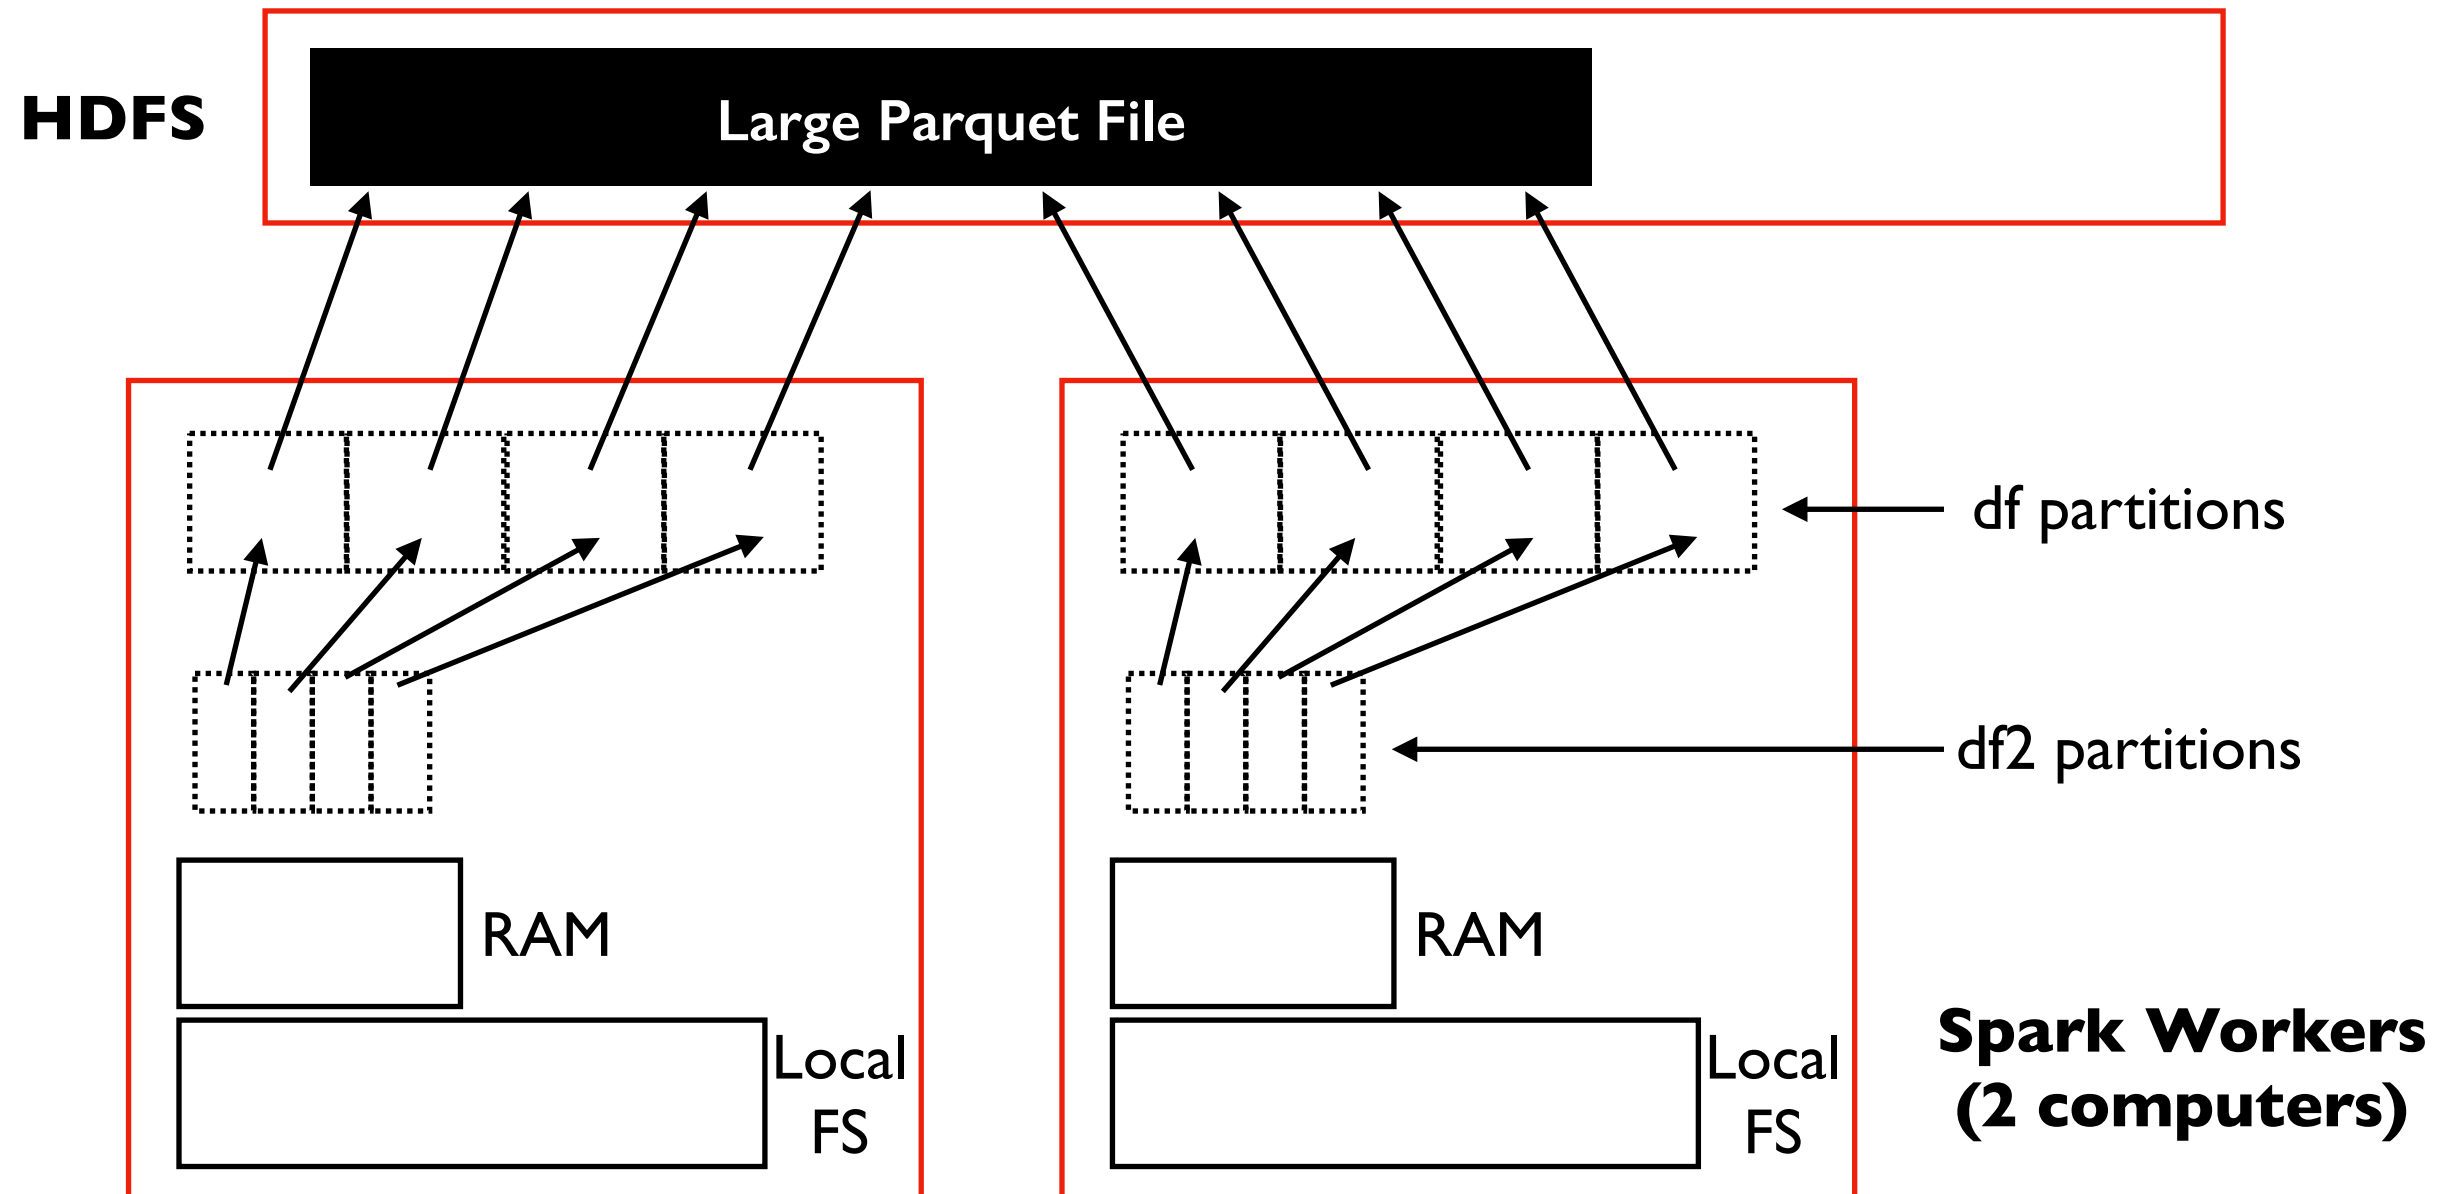 HDFS
Large Parquet File
df partitions
df2 partitions
RAM
RAM
Local
FS
Local
FS
Spark Workers
(2 computers)